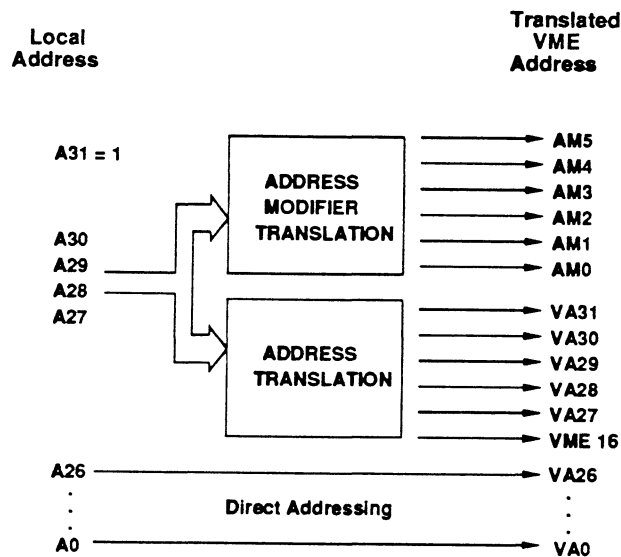 Local
Address
Translated
VME
Address
A31 = 1
A30
A29
A28
A27
ADDRESS
MODIFIER
TRANSLATION
AM5
AM4
AM3
AM2
AM1
AM0
ADDRESS
TRANSLATION
VA31
VA30
VA29
VA28
VA27
VME 16
A26
VA26
Direct Addressing
A0
VA0